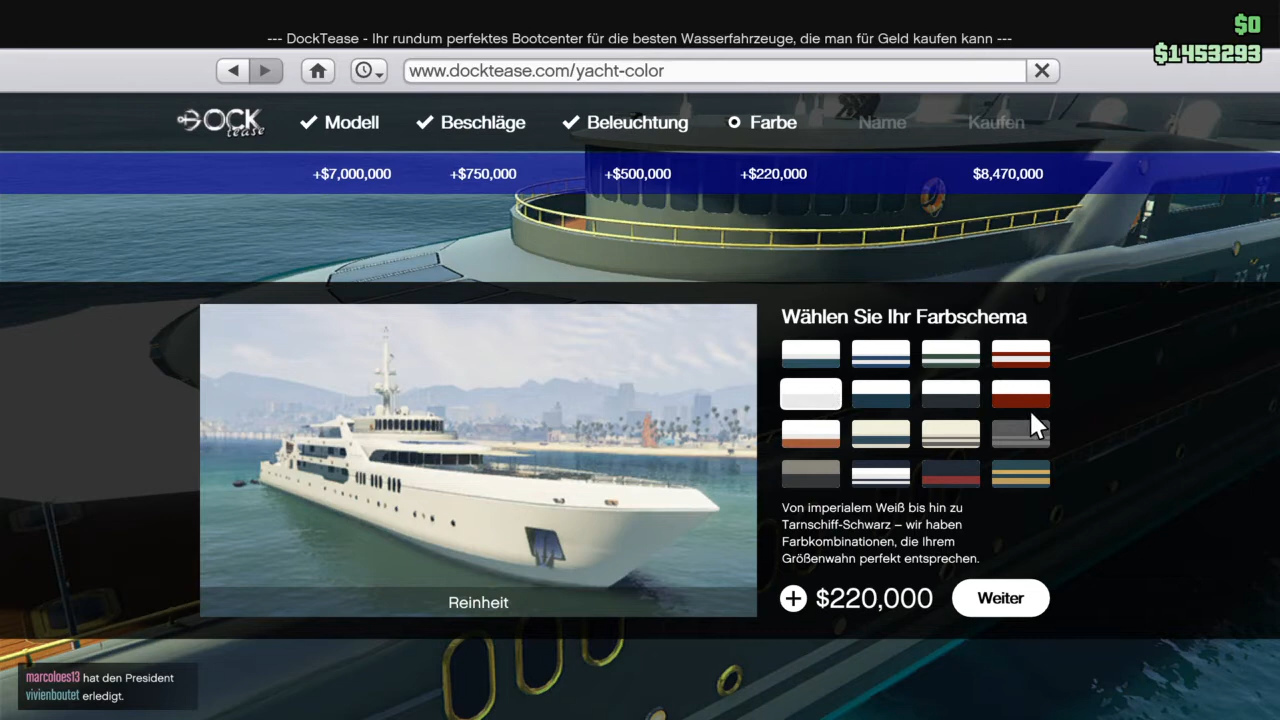 --- DockTease - Ihr rundum perfektes Bootcenter für die besten Wasserfahrzeuge, die man für Geld kaufen kann ---
$0
$1453293
www.docktease.com/yacht-color
DOCK tease
Modell
Beschläge
Beleuchtung
Farbe
Name
Kaufen
+$7,000,000
+$750,000
+$500,000
+$220,000
$8,470,000
Wählen Sie Ihr Farbschema
Von imperialem Weiß bis hin zu
Tarnschiff-Schwarz – wir haben
Farbkombinationen, die Ihrem
Größenwahn perfekt entsprechen.
$220,000
Weiter
Reinheit
marcoloes13 hat den President
vivienboutet erledigt.